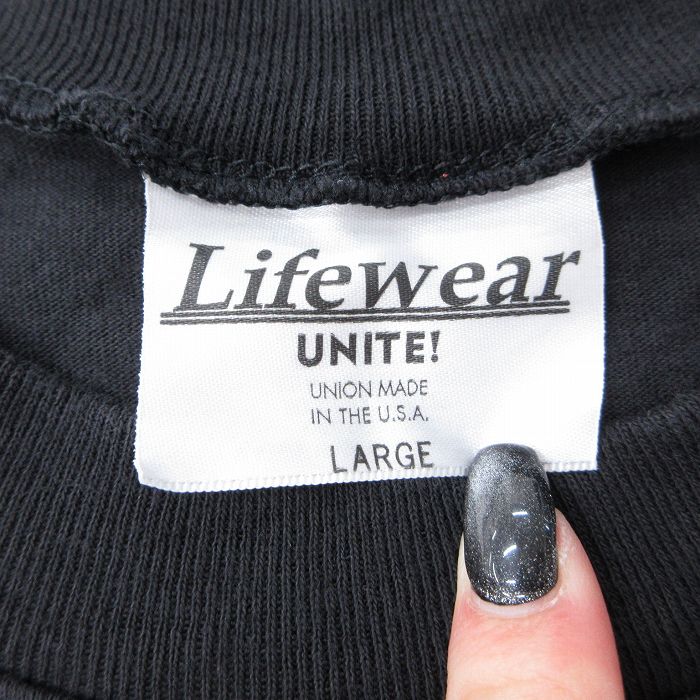 Lifewear
UNITE!
UNION MADE
IN THE U.S.A.
LARGE